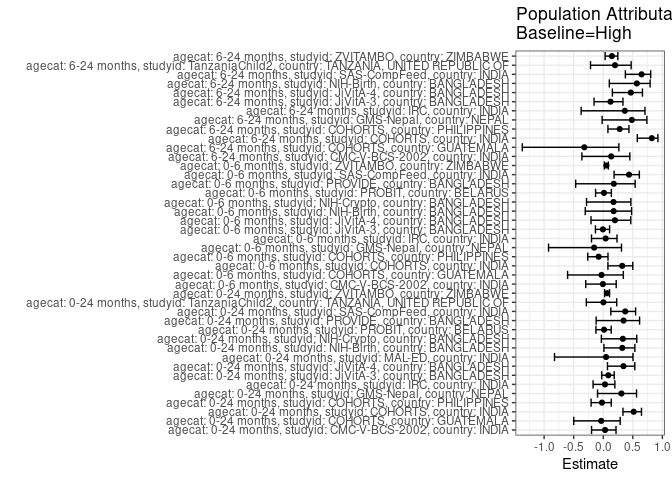 Population Attributa
Baseline=High
agecat: 6-24 months, studyid: ZVITAMBO, country: ZIMBABWE
agecat: 6-24 months, studyid: TanzaniaChild2, country: TANZANIA, UNITED REPUBLIC OF
agecat: 6-24 months, studyid: SAS-CompFeed, country: INDIA
agecat: 6-24 months, studyid: NIH-Birth, country: BANGLADESH
agecat: 6-24 months, studyid: JiVitA-4, country: BANGLADESH
agecat: 6-24 months, studyid: JiVitA-3, country: BANGLADESH
agecat: 6-24 months, studyid: IRC, country: INDIA
agecat: 6-24 months, studyid: GMS-Nepal, country: NEPAL
agecat: 6-24 months, studyid: COHORTS, country: PHILIPPINES
agecat: 6-24 months, studyid: COHORTS, country: INDIA
agecat: 6-24 months, studyid: COHORTS, country: GUATEMALA
agecat: 6-24 months, studyid: CMC-V-BCS-2002, country: INDIA
agecat: 0-6 months, studyid: ZVITAMBO, country: ZIMBABWE
agecat: 0-6 months, studyid: SAS-CompFeed, country: INDIA
agecat: 0-6 months, studyid: PROVIDE, country: BANGLADESH
agecat: 0-6 months, studyid: PROBIT, country: BELARUS
agecat: 0-6 months, studyid: NIH-Crypto, country: BANGLADESH
agecat: 0-6 months, studyid: NIH-Birth, country: BANGLADESH
agecat: 0-6 months, studyid: JiVitA-4, country: BANGLADESH
agecat: 0-6 months, studyid: JiVitA-3, country: BANGLADESH
agecat: 0-6 months, studyid: IRC, country: INDIA
agecat: 0-6 months, studyid: GMS-Nepal, country: NEPAL
agecat: 0-6 months, studyid: COHORTS, country: PHILIPPINES
agecat: 0-6 months, studyid: COHORTS, country: INDIA
agecat: 0-6 months, studyid: COHORTS, country: GUATEMALA
agecat: 0-6 months, studyid: CMC-V-BCS-2002, country: INDIA
agecat: 0-24 months, studyid: ZVITAMBO, country: ZIMBABWE
agecat: 0-24 months, studyid: TanzaniaChild2, country: TANZANIA, UNITED REPUBLIC OF
agecat: 0-24 months, studyid: SAS-CompFeed, country: INDIA
agecat: 0-24 months, studyid: PROVIDE, country: BANGLADESH
agecat: 0-24 months, studyid: PROBIT, country: BELARUS
agecat: 0-24 months, studyid: NIH-Crypto, country: BANGLADESH
agecat: 0-24 months, studyid: NIH-Birth, country: BANGLADESH
agecat: 0-24 months, studyid: MAL-ED, country: INDIA
agecat: 0-24 months, studyid: JiVitA-4, country: BANGLADESH
agecat: 0-24 months, studyid: JiVitA-3, country: BANGLADESH
agecat: 0-24 months, studyid: IRC, country: INDIA
agecat: 0-24 months, studyid: GMS-Nepal, country: NEPAL
agecat: 0-24 months, studyid: COHORTS, country: PHILIPPINES
agecat: 0-24 months, studyid: COHORTS, country: INDIA
agecat: 0-24 months, studyid: COHORTS, country: GUATEMALA
agecat: 0-24 months, studyid: CMC-V-BCS-2002, country: INDIA
-1.0 -0.5 0.0 0.5 1.0
Estimate